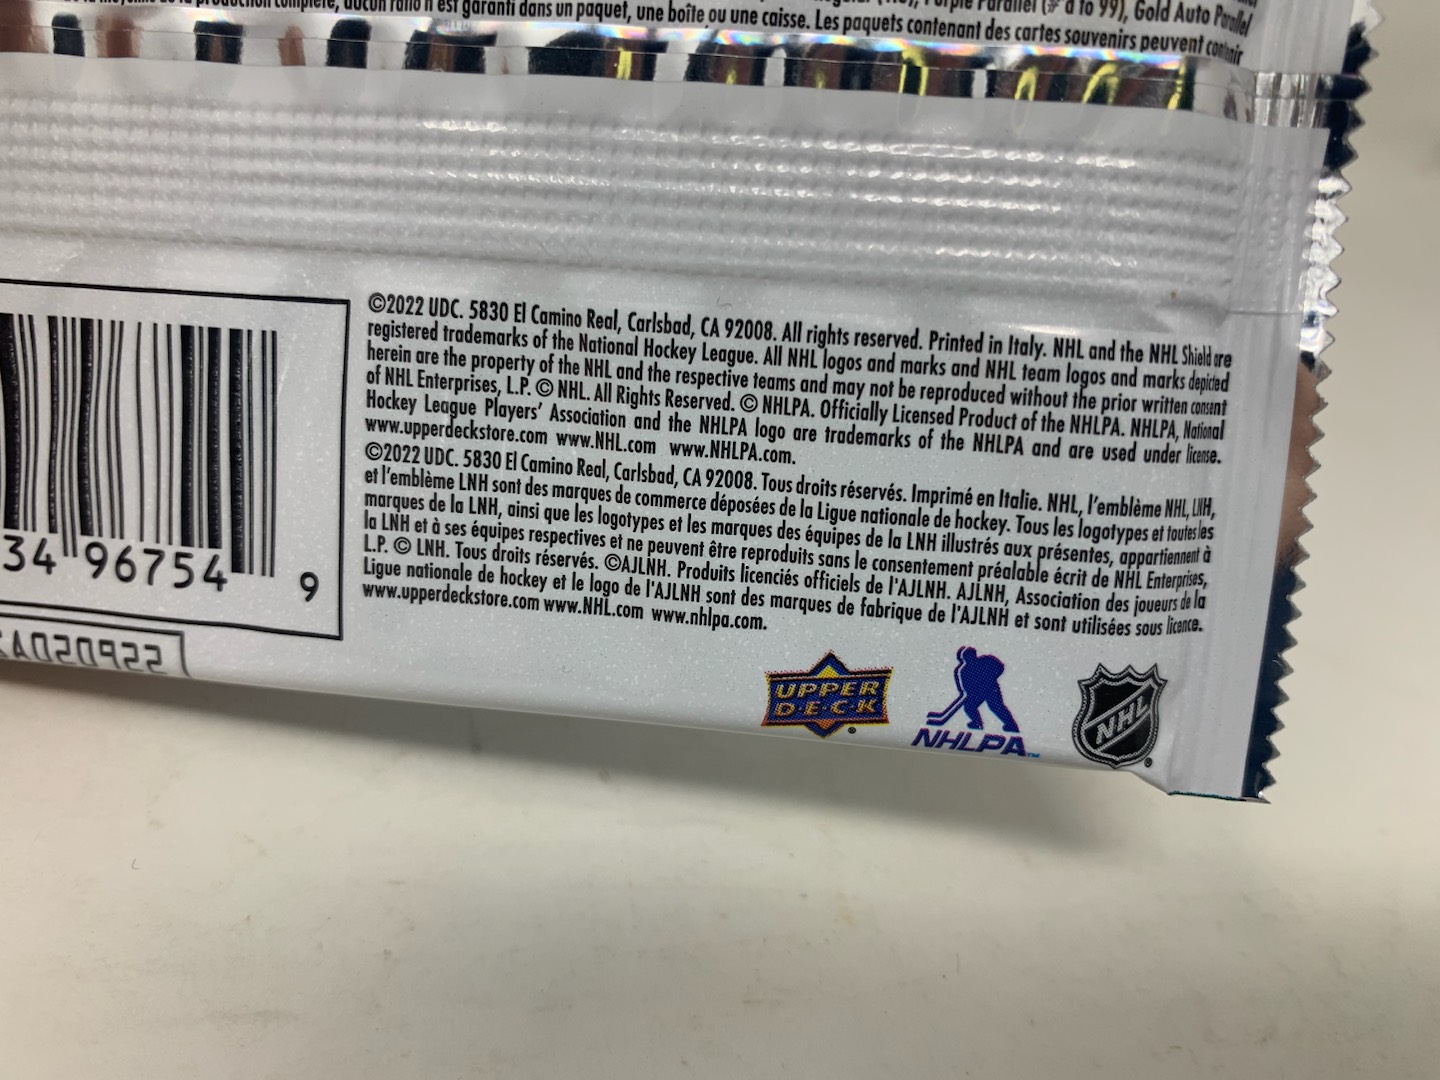 production complète, aucun ratio n'est garanti dans un paquet, une boîte ou une caisse. Les paquets contenant des cartes souvenirs peuvent contenir
Parallel (# d to 99), Gold Auto Parallel
©2022 UDC. 5830 El Camino Real, Carlsbad, CA 92008. All rights reserved. Printed in Italy. NHL and the NHL Shield are
registered trademarks of the National Hockey League. All NHL logos and marks and NHL team logos and marks depicted
herein are the property of the NHL and the respective teams and may not be reproduced without the prior written consent
of NHL Enterprises, L.P. © NHL. All Rights Reserved. © NHLPA. Officially Licensed Product of the NHLPA. NHLPA, National
Hockey League Players' Association and the NHLPA logo are trademarks of the NHLPA and are used under license.
www.upperdeckstore.com www.NHL.com www.NHLPA.com.
©2022 UDC. 5830 El Camino Real, Carlsbad, CA 92008. Tous droits réservés. Imprimé en Italie. NHL, l'emblème NHL, LNH,
et l'emblème LNH sont des marques de commerce déposées de la Ligue nationale de hockey. Tous les logotypes et toutes les
marques de la LNH, ainsi que les logotypes et les marques des équipes de la LNH illustrés aux présentes, appartiennent à
la LNH et à ses équipes respectives et ne peuvent être reproduits sans le consentement préalable écrit de NHL Enterprises,
L.P. © LNH. Tous droits réservés. ©AJLNH. Produits licenciés officiels de l'AJLNH. AJLNH, Association des joueurs de la
Ligue nationale de hockey et le logo de l'AJLNH sont des marques de fabrique de l'AJLNH et sont utilisées sous licence.
www.upperdeckstore.com www.NHL.com www.nhlpa.com.
34 96754 9
A020922
UPPER
D·E·C·K
NHLPA™
NHL